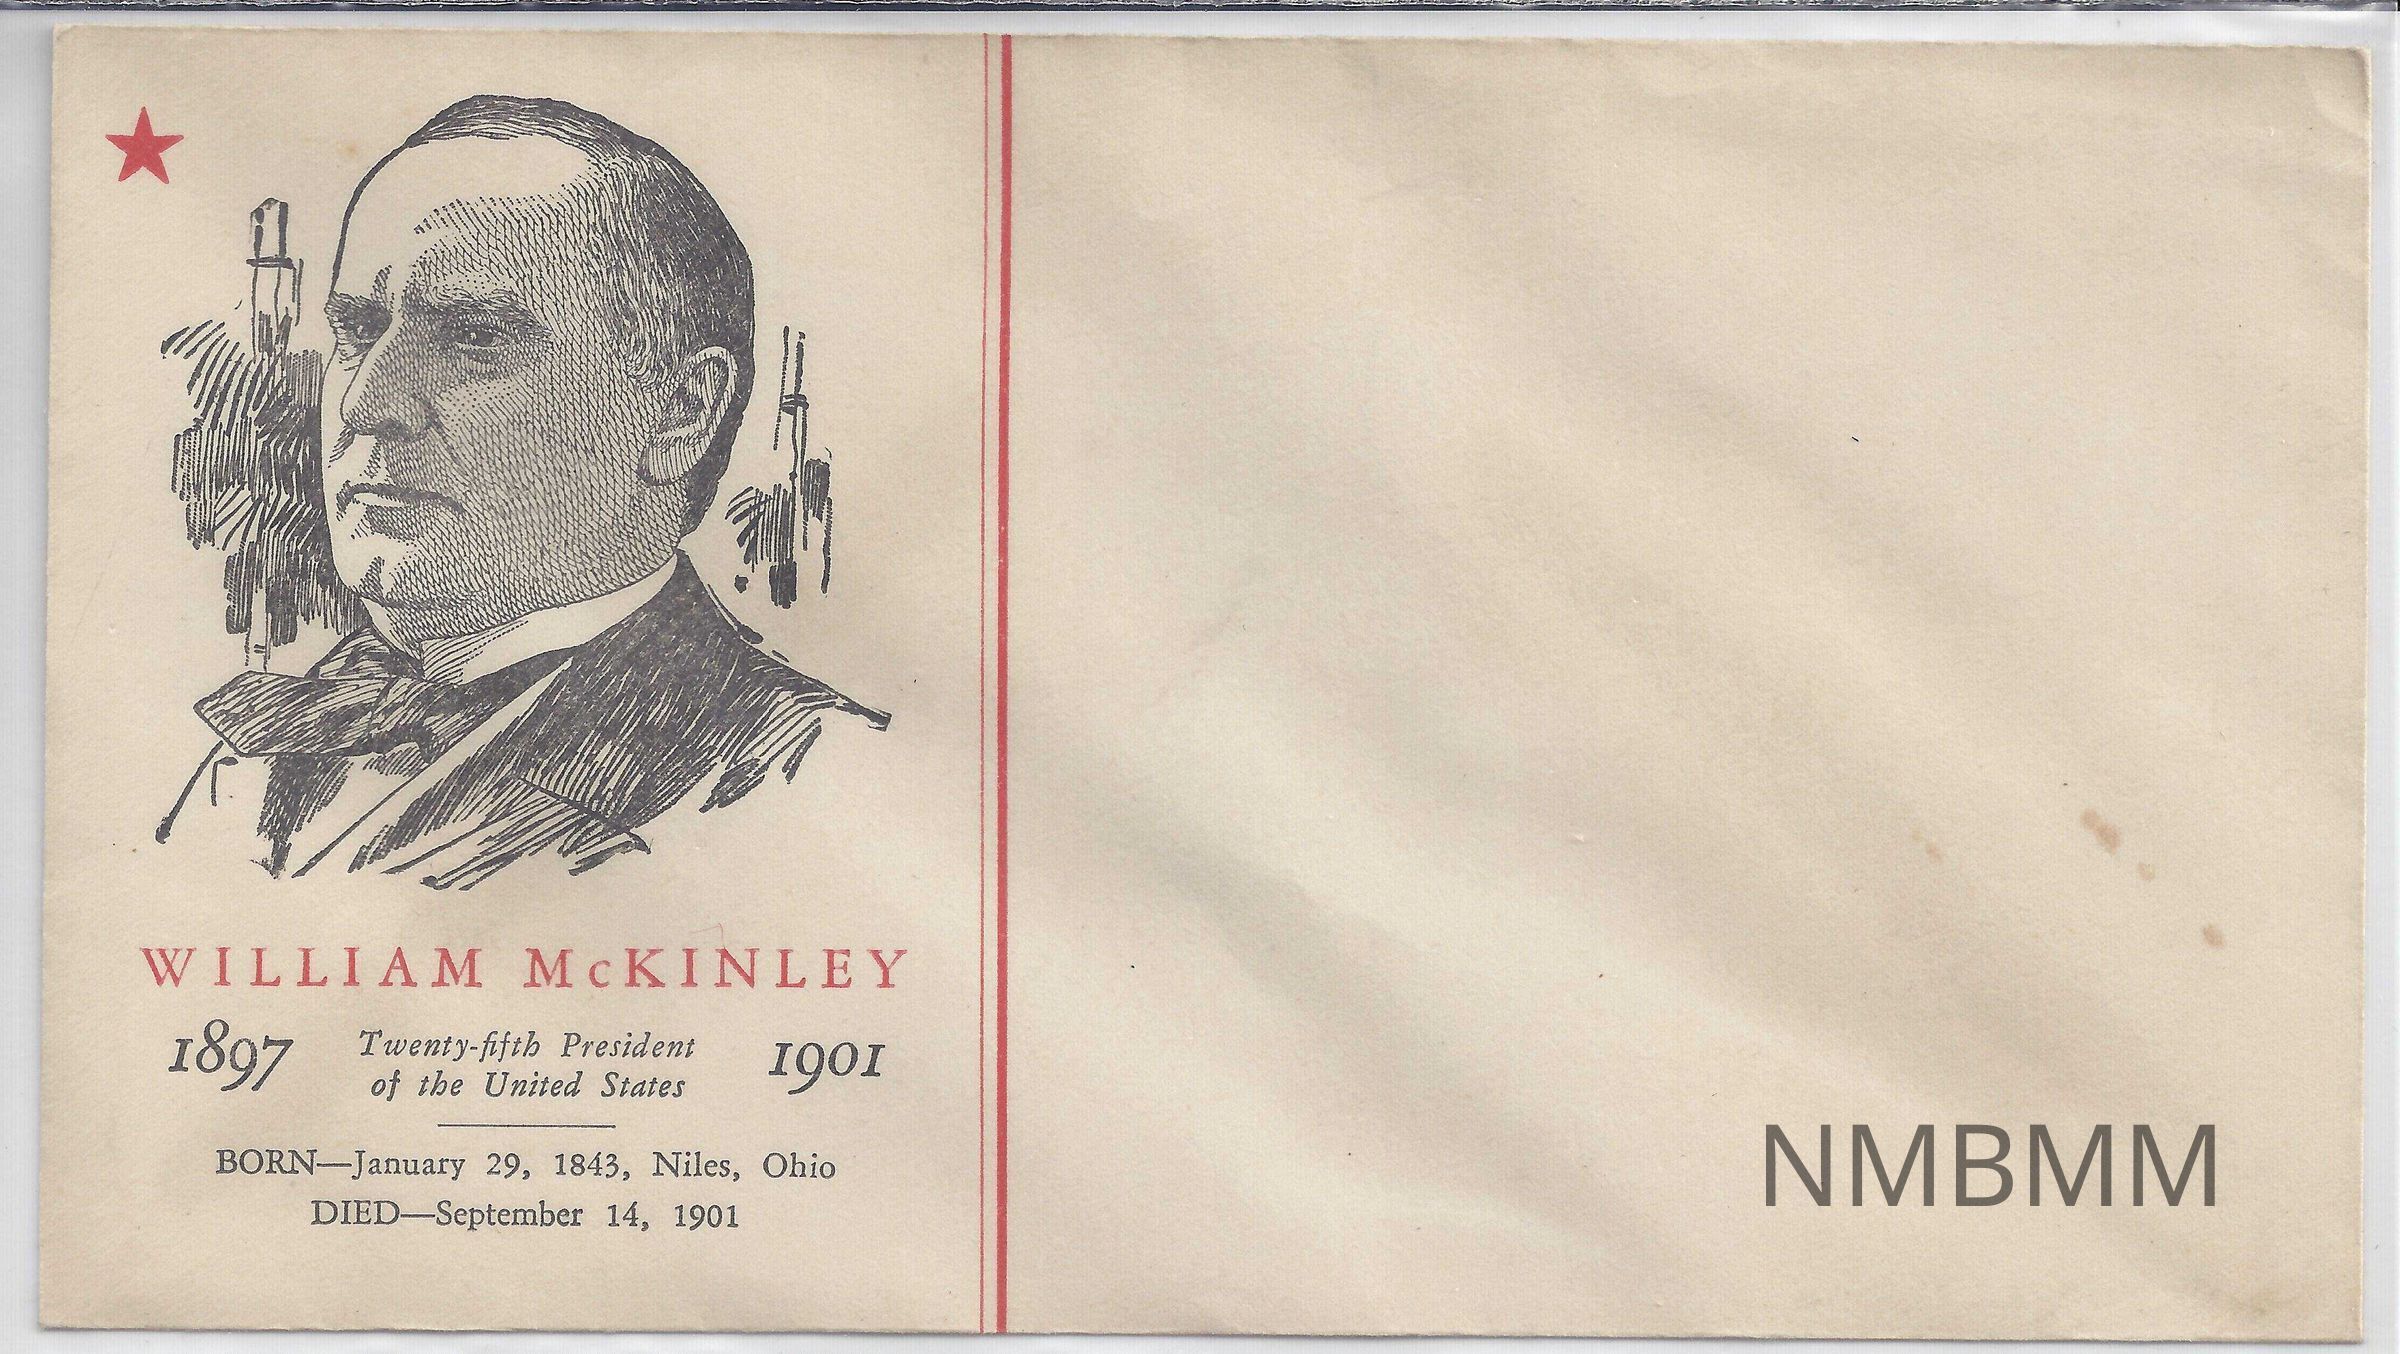 WILLIAM McKINLEY
1897 Twenty-fifth President 1901
of the United States
BORN—January 29, 1843, Niles, Ohio
DIED—September 14, 1901
NMBMM